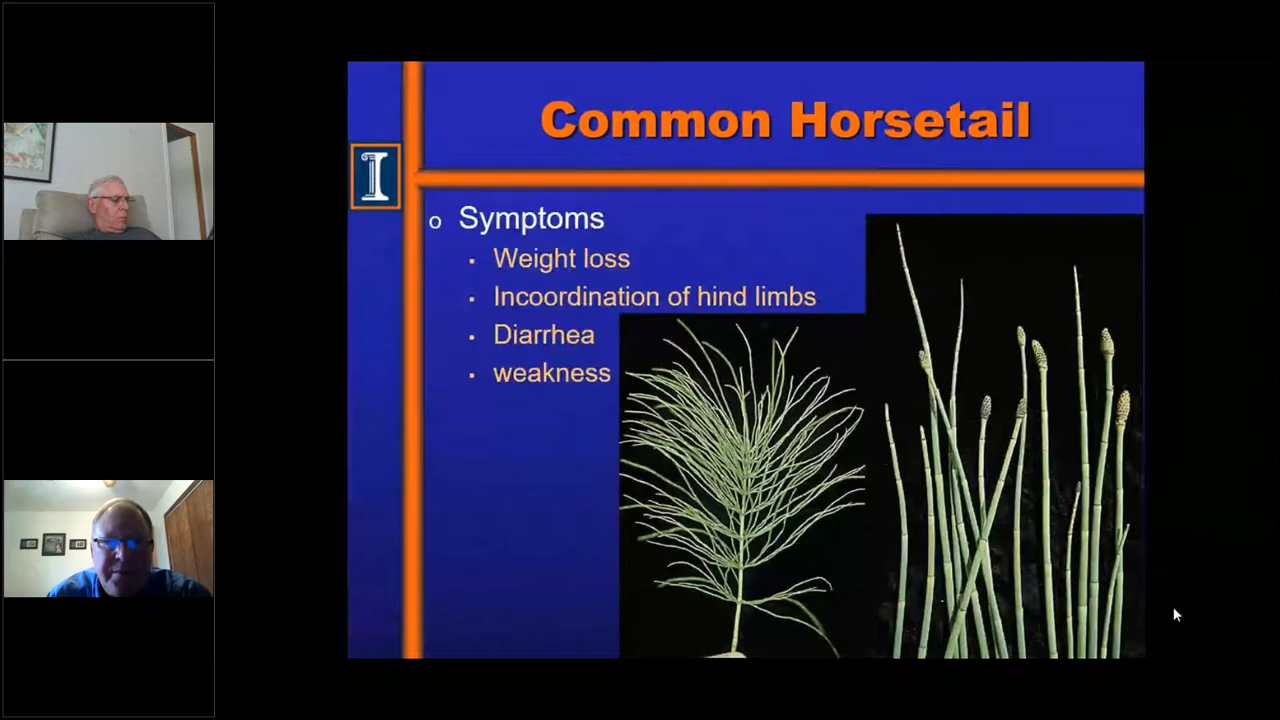 Common Horsetail
I
o Symptoms
▪ Weight loss
▪ Incoordination of hind limbs
▪ Diarrhea
▪ weakness